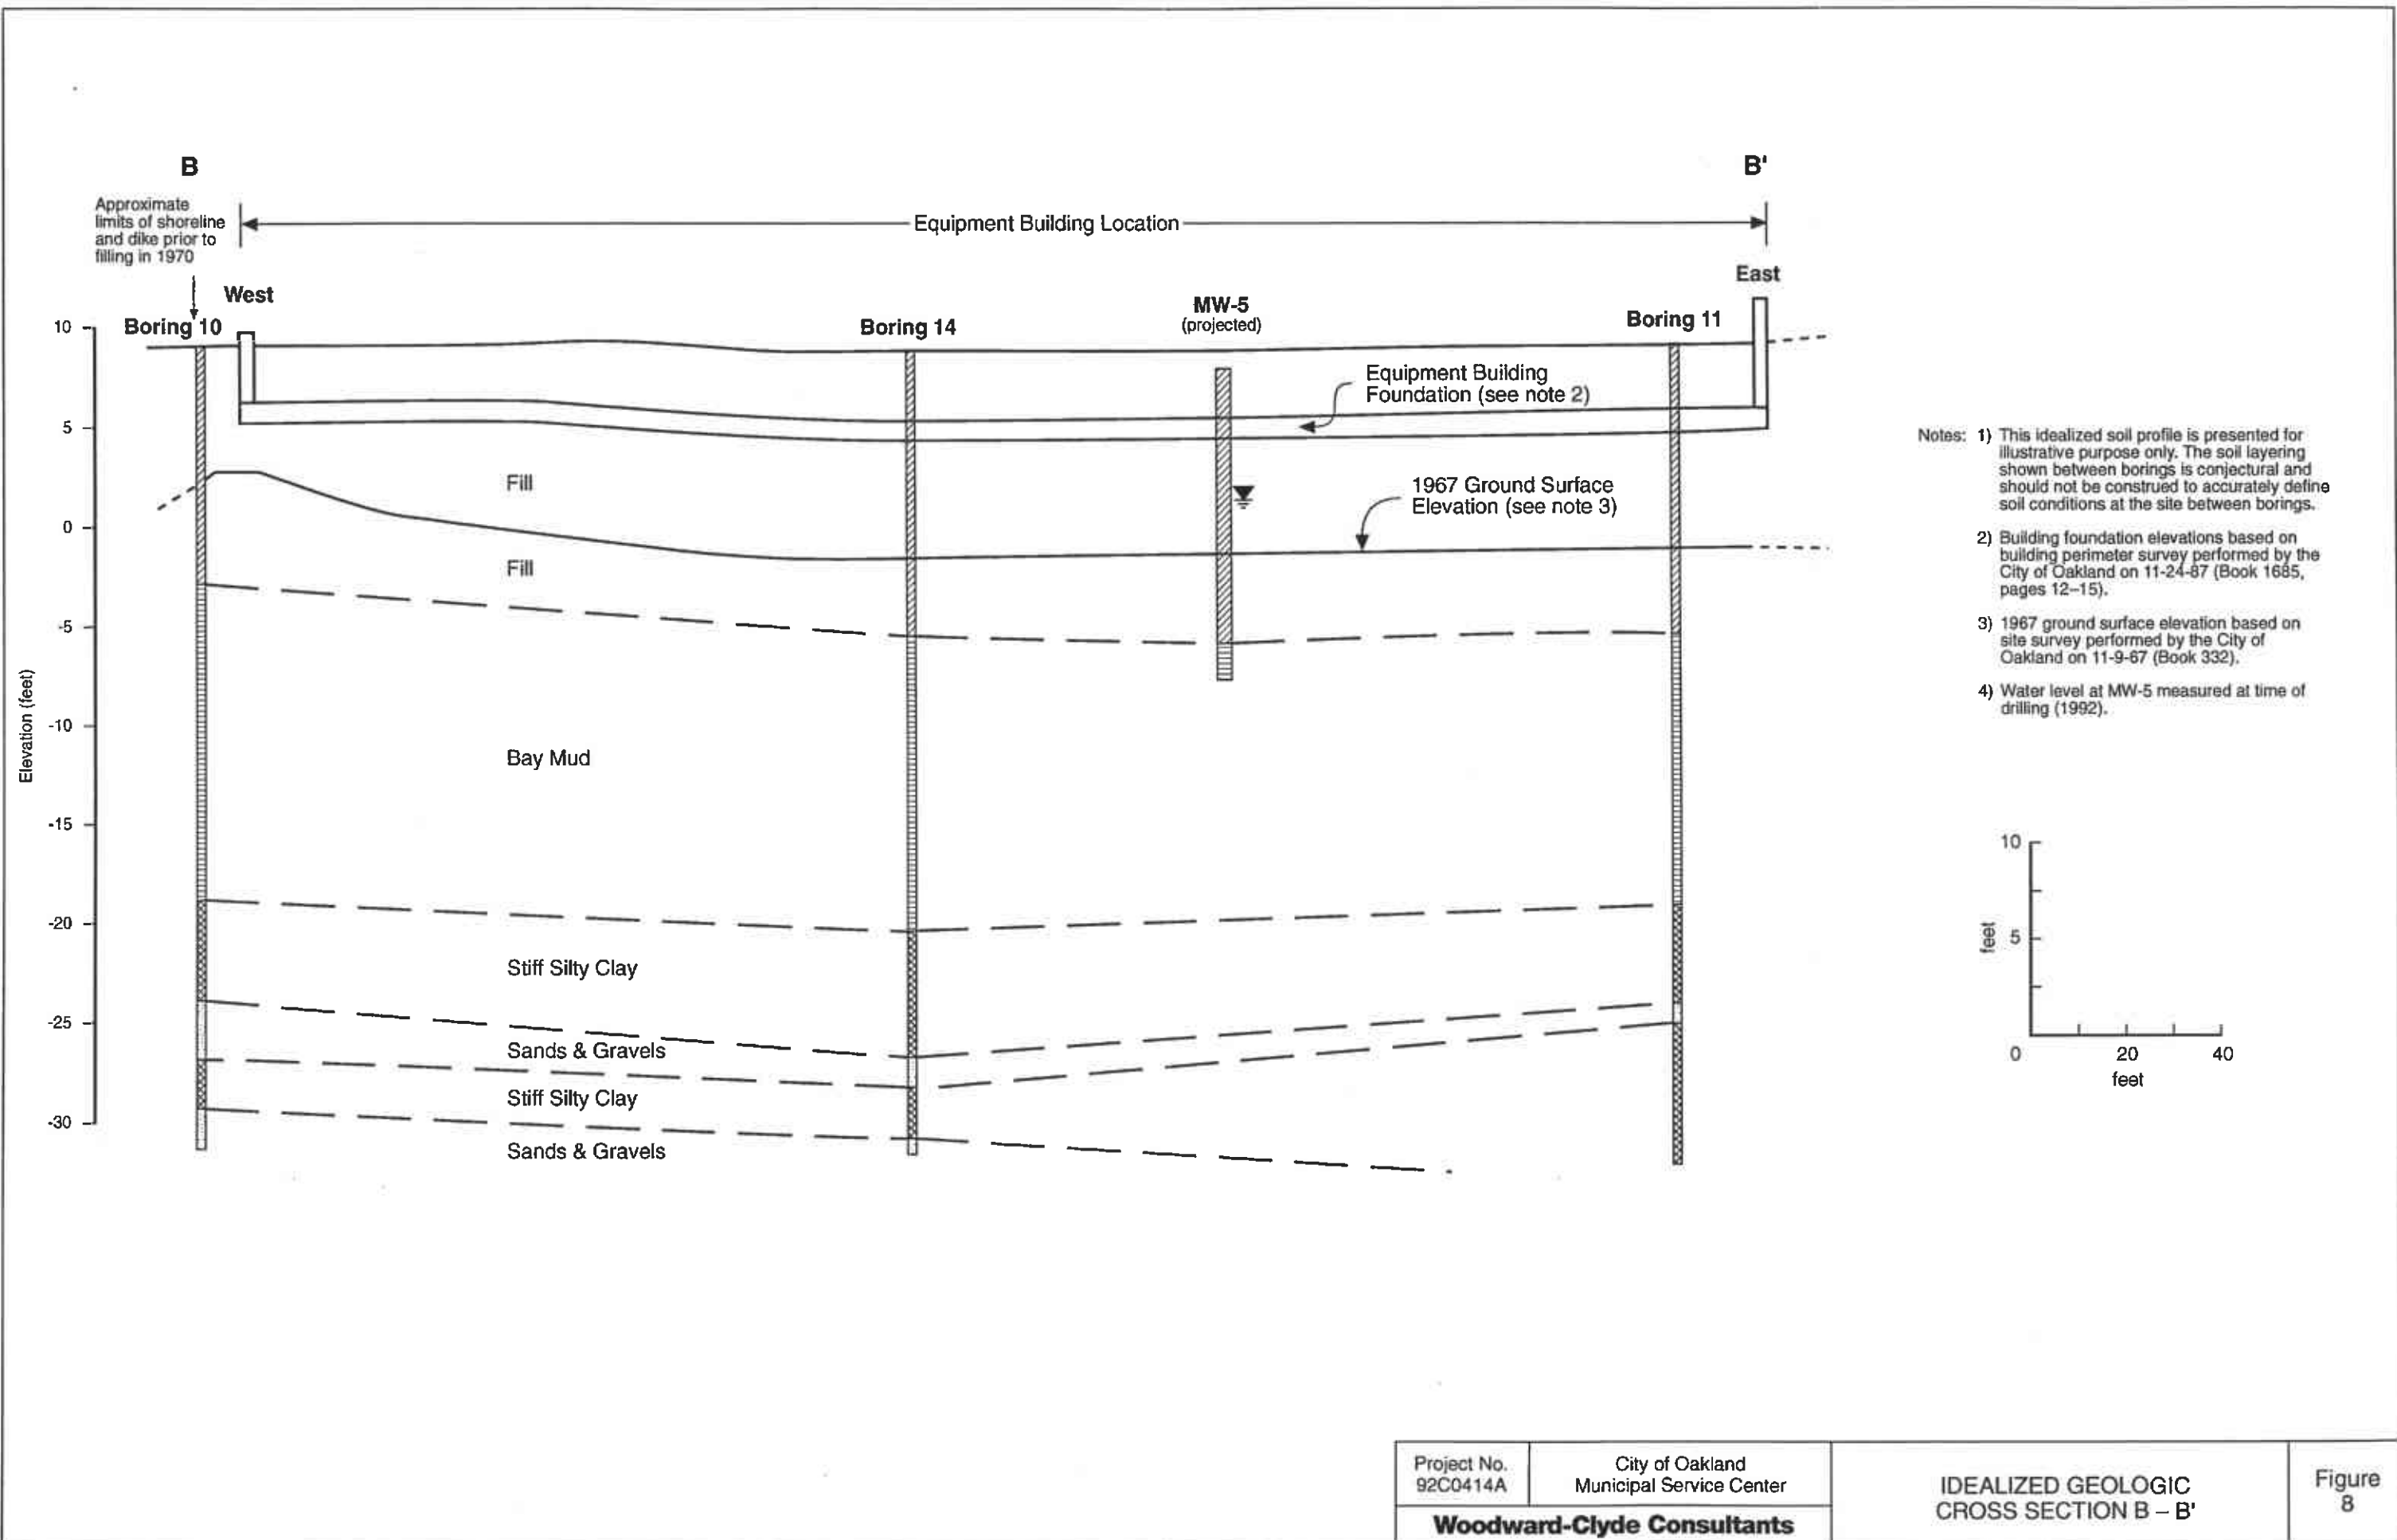 B
B'
Approximate
limits of shoreline
and dike prior to
filling in 1970
Equipment Building Location
West
East
Boring 10
Boring 14
MW-5
(projected)
Boring 11
Elevation (feet)
10
5
0
-5
-10
-15
-20
-25
-30
Equipment Building
Foundation (see note 2)
Fill
1967 Ground Surface
Elevation (see note 3)
Fill
Bay Mud
Stiff Silty Clay
Sands & Gravels
Stiff Silty Clay
Sands & Gravels
Notes: 1) This idealized soil profile is presented for
illustrative purpose only. The soil layering
shown between borings is conjectural and
should not be construed to accurately define
soil conditions at the site between borings.
2) Building foundation elevations based on
building perimeter survey performed by the
City of Oakland on 11-24-87 (Book 1685,
pages 12–15).
3) 1967 ground surface elevation based on
site survey performed by the City of
Oakland on 11-9-67 (Book 332).
4) Water level at MW-5 measured at time of
drilling (1992).
10
feet
5
0
20
40
feet
Project No.
92C0414A
City of Oakland
Municipal Service Center
Woodward-Clyde Consultants
IDEALIZED GEOLOGIC
CROSS SECTION B – B'
Figure
8